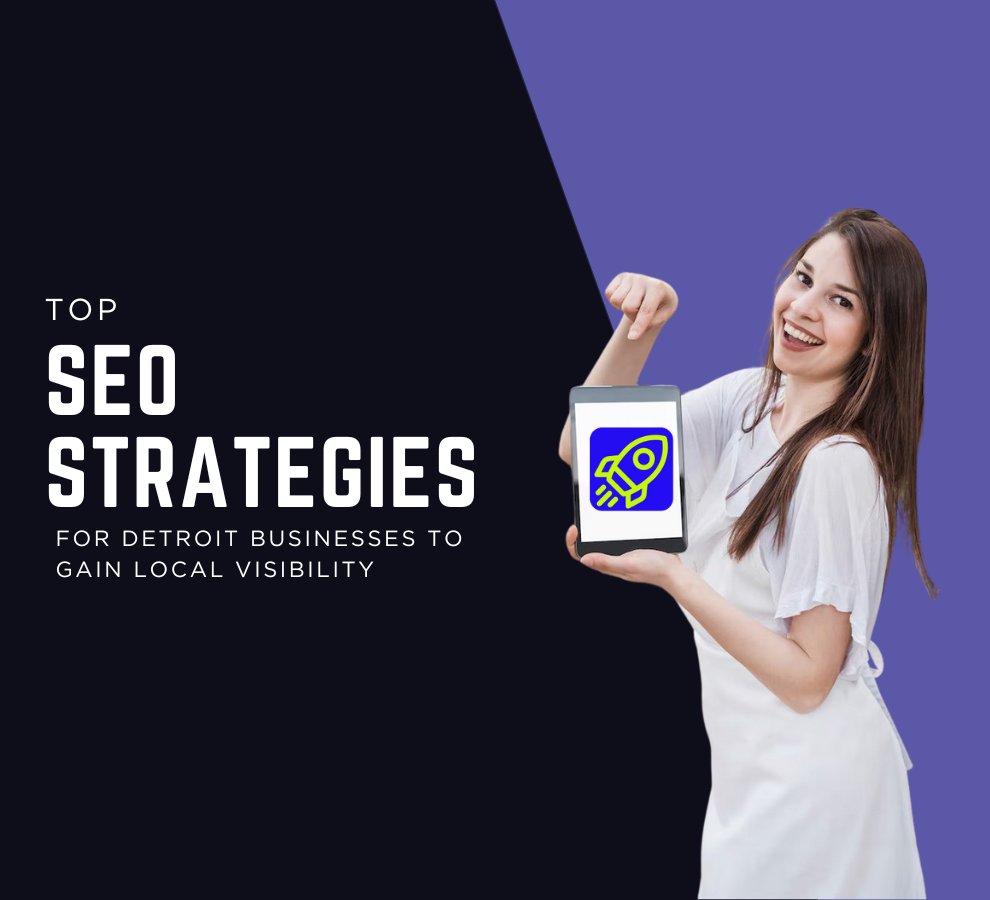 TOP
SEO
STRATEGIES
FOR DETROIT BUSINESSES TO
GAIN LOCAL VISIBILITY